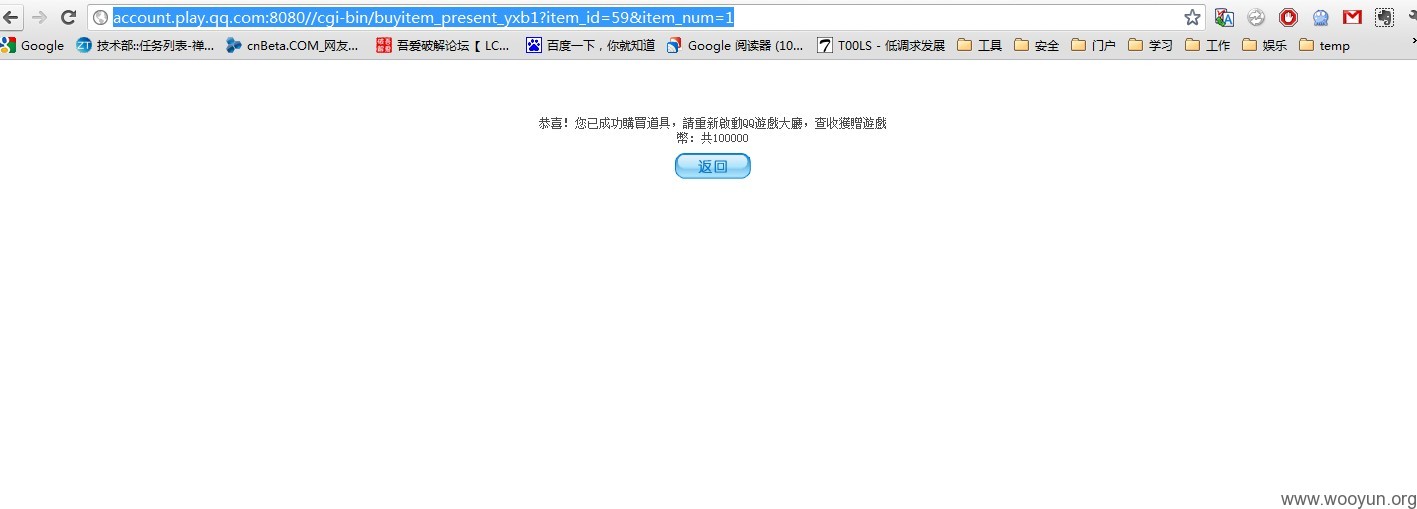 account.play.qq.com:8080//cgi-bin/buyitem_present_yxb1?item_id=59&item_num=1
Google 技术部::任务列表-禅... cnBeta.COM_网友... 吾爱破解论坛【 LC... 百度一下，你就知道 Google 阅读器 (10... T00LS - 低调求发展 工具 安全 门户 学习 工作 娱乐 temp
恭喜！您已成功購買道具，請重新啟動QQ遊戲大廳，查收獲贈遊戲
幣：共100000
返回
www.wooyun.org